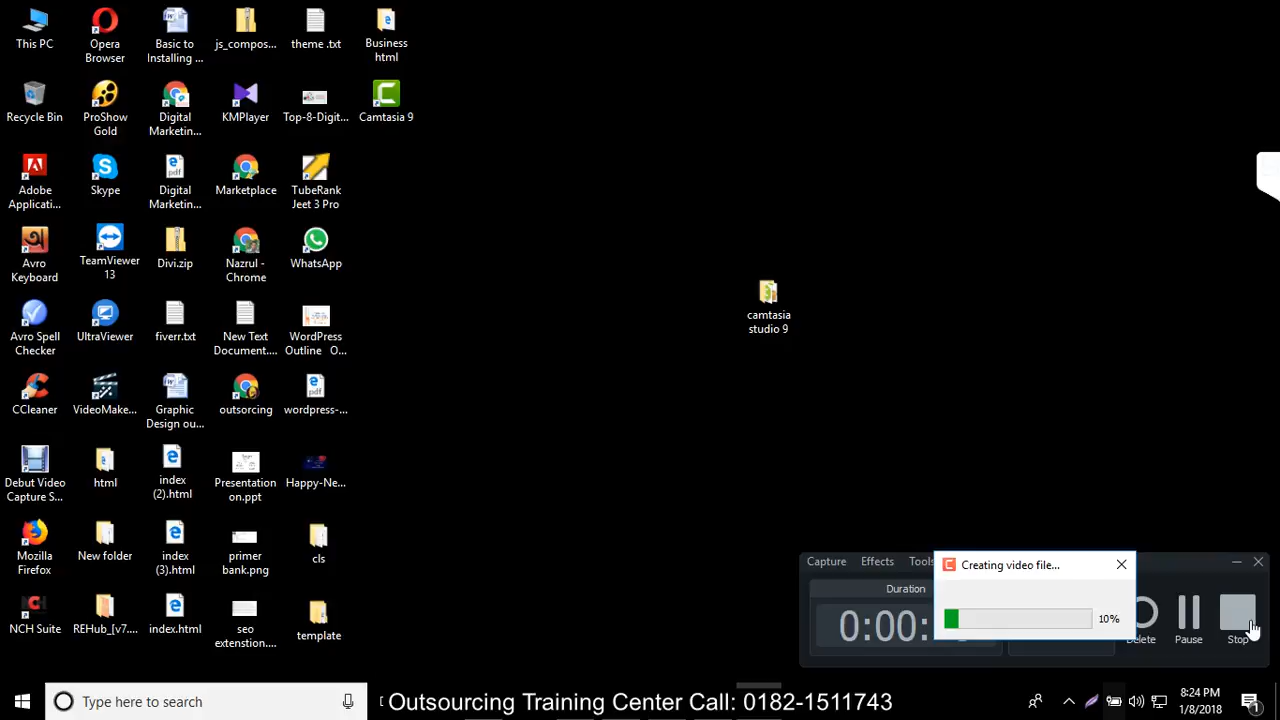 This PC
Opera
Browser
Basic to
Installing ...
js_compos...
theme .txt
Business
html
Recycle Bin
ProShow
Gold
Digital
Marketin...
KMPlayer
Top-8-Digit...
Camtasia 9
Adobe
Applicati...
Skype
Digital
Marketin...
Marketplace
TubeRank
Jeet 3 Pro
Avro
Keyboard
TeamViewer
13
Divi.zip
Nazrul -
Chrome
WhatsApp
Avro Spell
Checker
UltraViewer
fiverr.txt
New Text
Document....
WordPress
Outline O...
camtasia
studio 9
CCleaner
VideoMake...
Graphic
Design ou...
outsorcing
wordpress-...
Debut Video
Capture S...
html
index
(2).html
Presentation
on.ppt
Happy-Ne...
Mozilla
Firefox
New folder
index
(3).html
primer
bank.png
cls
NCH Suite
REHub_[v7....
index.html
seo
extenstion....
template
Capture
Effects
Tools
Creating video file...
Duration
0:00:
10%
Delete
Pause
Stop
Type here to search
Outsourcing Training Center Call: 0182-1511743
8:24 PM
1/8/2018
1